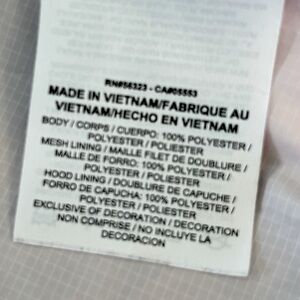 RN#56323 - CA#05553
MADE IN VIETNAM/FABRIQUE AU
VIETNAM/HECHO EN VIETNAM
BODY / CORPS / CUERPO: 100% POLYESTER /
POLYESTER / POLIESTER
MESH LINING / MAILLE FILET DE DOUBLURE /
MALLE DE FORRO: 100% POLYESTER /
POLYESTER / POLIESTER
HOOD LINING / DOUBLURE DE CAPUCHE /
FORRO DE CAPUCHA: 100% POLYESTER /
POLYESTER / POLIESTER
EXCLUSIVE OF DECORATION / DECORATION
NON COMPRISE / NO INCLUYE LA
DECORACION